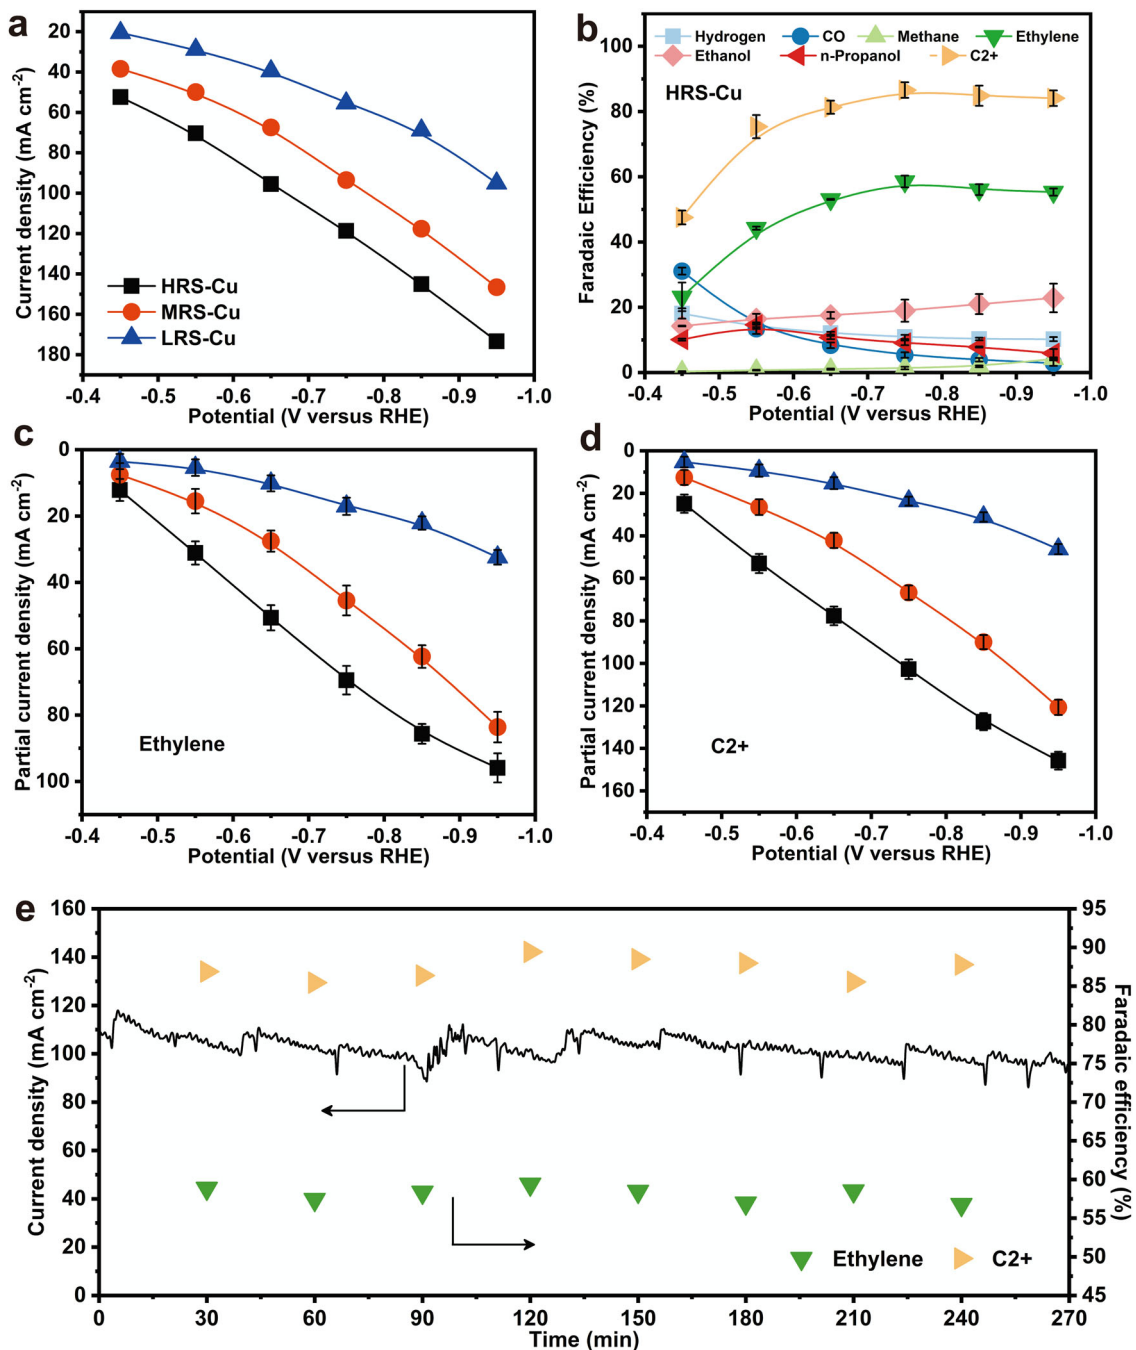 a
20
40
60
80
100
120
140
160
180
Current density (mA cm⁻²)
HRS-Cu
MRS-Cu
LRS-Cu
-0.4 -0.5 -0.6 -0.7 -0.8 -0.9 -1.0
Potential (V versus RHE)
b
100
80
60
40
20
0
Faradaic Efficiency (%)
Hydrogen CO Methane Ethylene
Ethanol n-Propanol C2+
HRS-Cu
-0.4 -0.5 -0.6 -0.7 -0.8 -0.9 -1.0
Potential (V versus RHE)
c
0
20
40
60
80
100
Partial current density (mA cm⁻²)
Ethylene
-0.4 -0.5 -0.6 -0.7 -0.8 -0.9 -1.0
Potential (V versus RHE)
d
0
20
40
60
80
100
120
140
160
Partial current density (mA cm⁻²)
C2+
-0.4 -0.5 -0.6 -0.7 -0.8 -0.9 -1.0
Potential (V versus RHE)
e
160
140
120
100
80
60
40
20
0
Current density (mA cm⁻²)
95
90
85
80
75
70
65
60
55
50
45
Faradaic efficiency (%)
Ethylene C2+
0 30 60 90 120 150 180 210 240 270
Time (min)